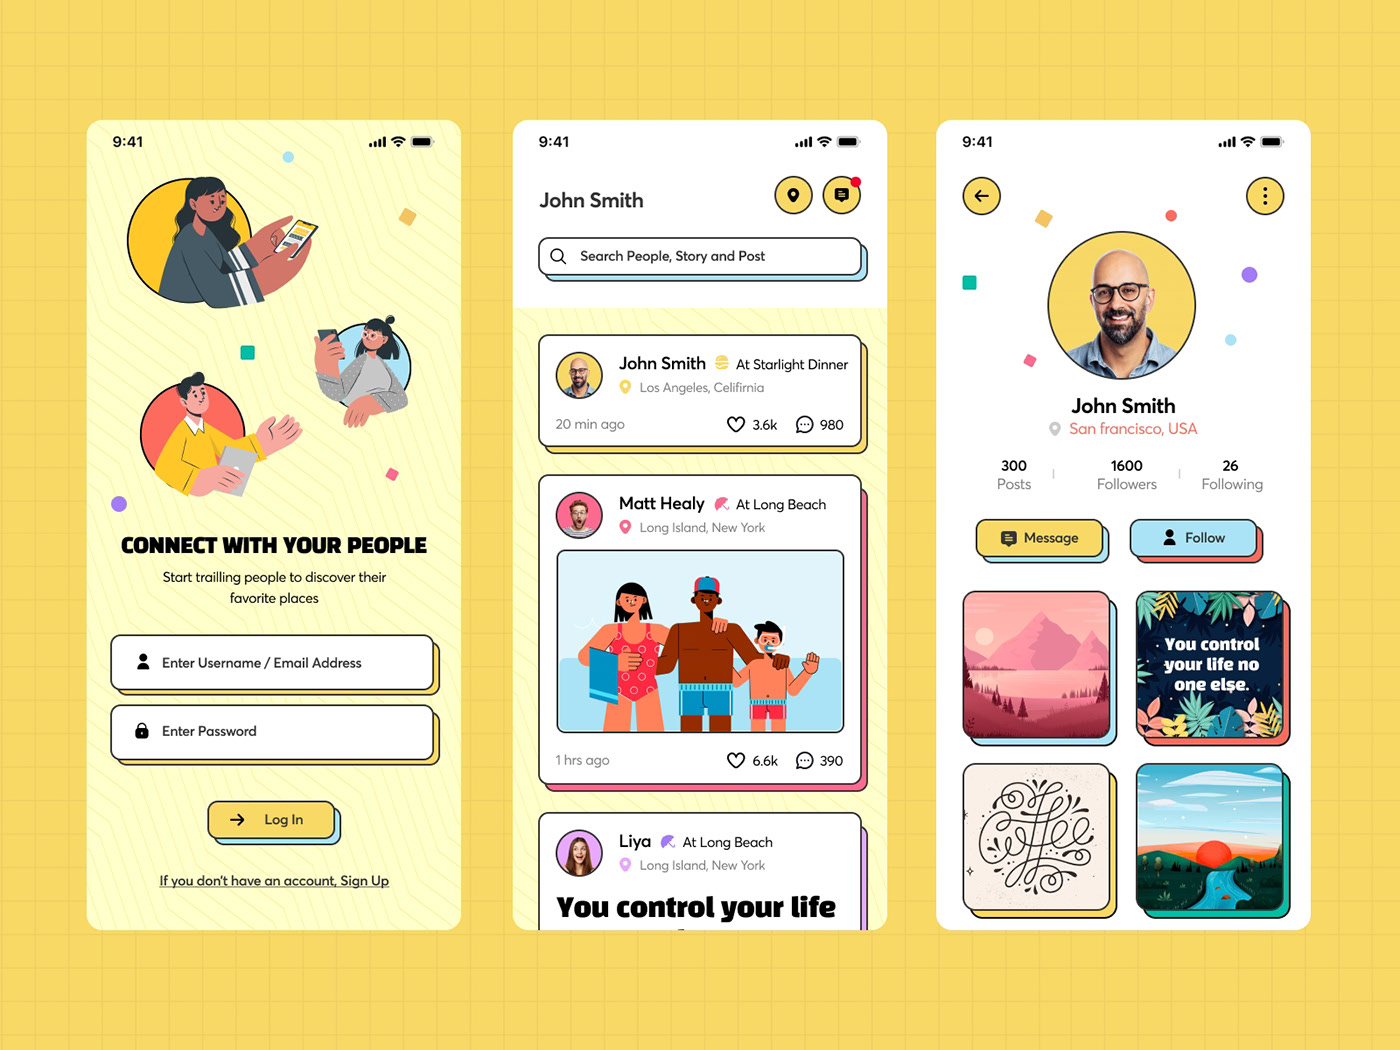 9:41
CONNECT WITH YOUR PEOPLE
Start trailling people to discover their
favorite places
Enter Username / Email Address
Enter Password
Log In
If you don't have an account, Sign Up
9:41
John Smith
Search People, Story and Post
John Smith At Starlight Dinner
Los Angeles, Celifirnia
20 min ago 3.6k 980
Matt Healy At Long Beach
Long Island, New York
1 hrs ago 6.6k 390
Liya At Long Beach
Long Island, New York
You control your life
9:41
John Smith
San francisco, USA
300 1600 26
Posts Followers Following
Message Follow
You control
your life no
one else.
Coffee